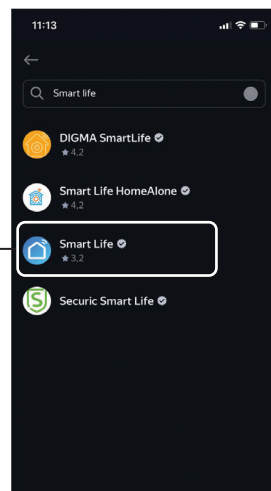 11:13
Smart life
DIGMA SmartLife
★ 4,2
Smart Life HomeAlone
★ 4,2
Smart Life
★ 3,2
Securic Smart Life